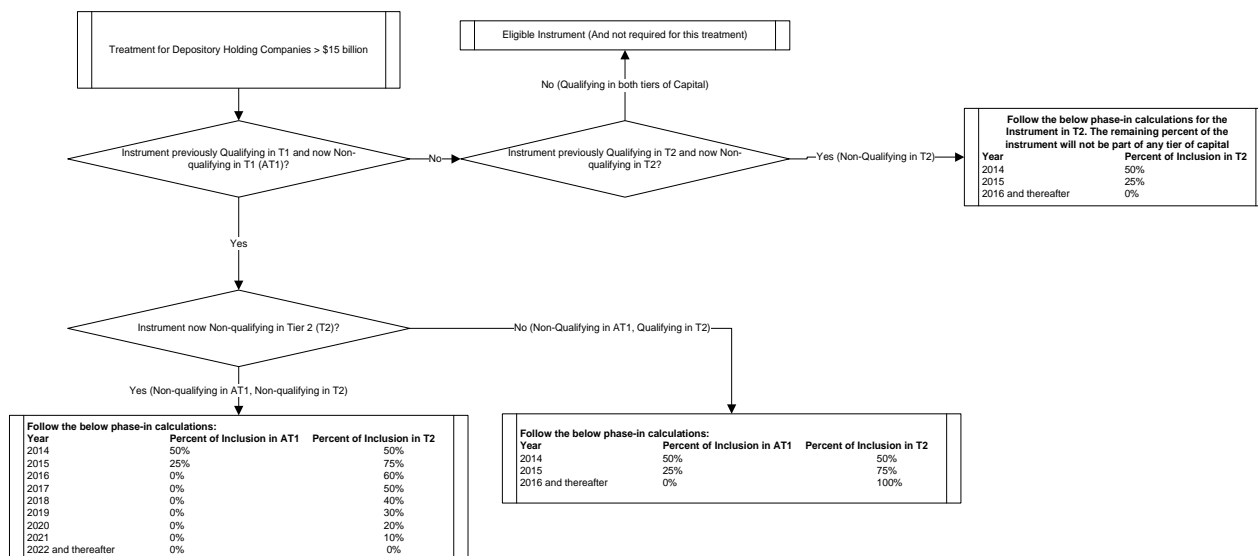 Treatment for Depository Holding Companies > $15 billion
Eligible Instrument (And not required for this treatment)
No (Qualifying in both tiers of Capital)
Instrument previously Qualifying in T1 and now Non-
qualifying in T1 (AT1)?
No
Instrument previously Qualifying in T2 and now Non-
qualifying in T2?
Yes (Non-Qualifying in T2)
Follow the below phase-in calculations for the
Instrument in T2. The remaining percent of the
instrument will not be part of any tier of capital
Year Percent of Inclusion in T2
2014 50%
2015 25%
2016 and thereafter 0%
Yes
Instrument now Non-qualifying in Tier 2 (T2)?
No (Non-Qualifying in AT1, Qualifying in T2)
Yes (Non-qualifying in AT1, Non-qualifying in T2)
Follow the below phase-in calculations:
Year Percent of Inclusion in AT1 Percent of Inclusion in T2
2014 50% 50%
2015 25% 75%
2016 0% 60%
2017 0% 50%
2018 0% 40%
2019 0% 30%
2020 0% 20%
2021 0% 10%
2022 and thereafter 0% 0%
Follow the below phase-in calculations:
Year Percent of Inclusion in AT1 Percent of Inclusion in T2
2014 50% 50%
2015 25% 75%
2016 and thereafter 0% 100%